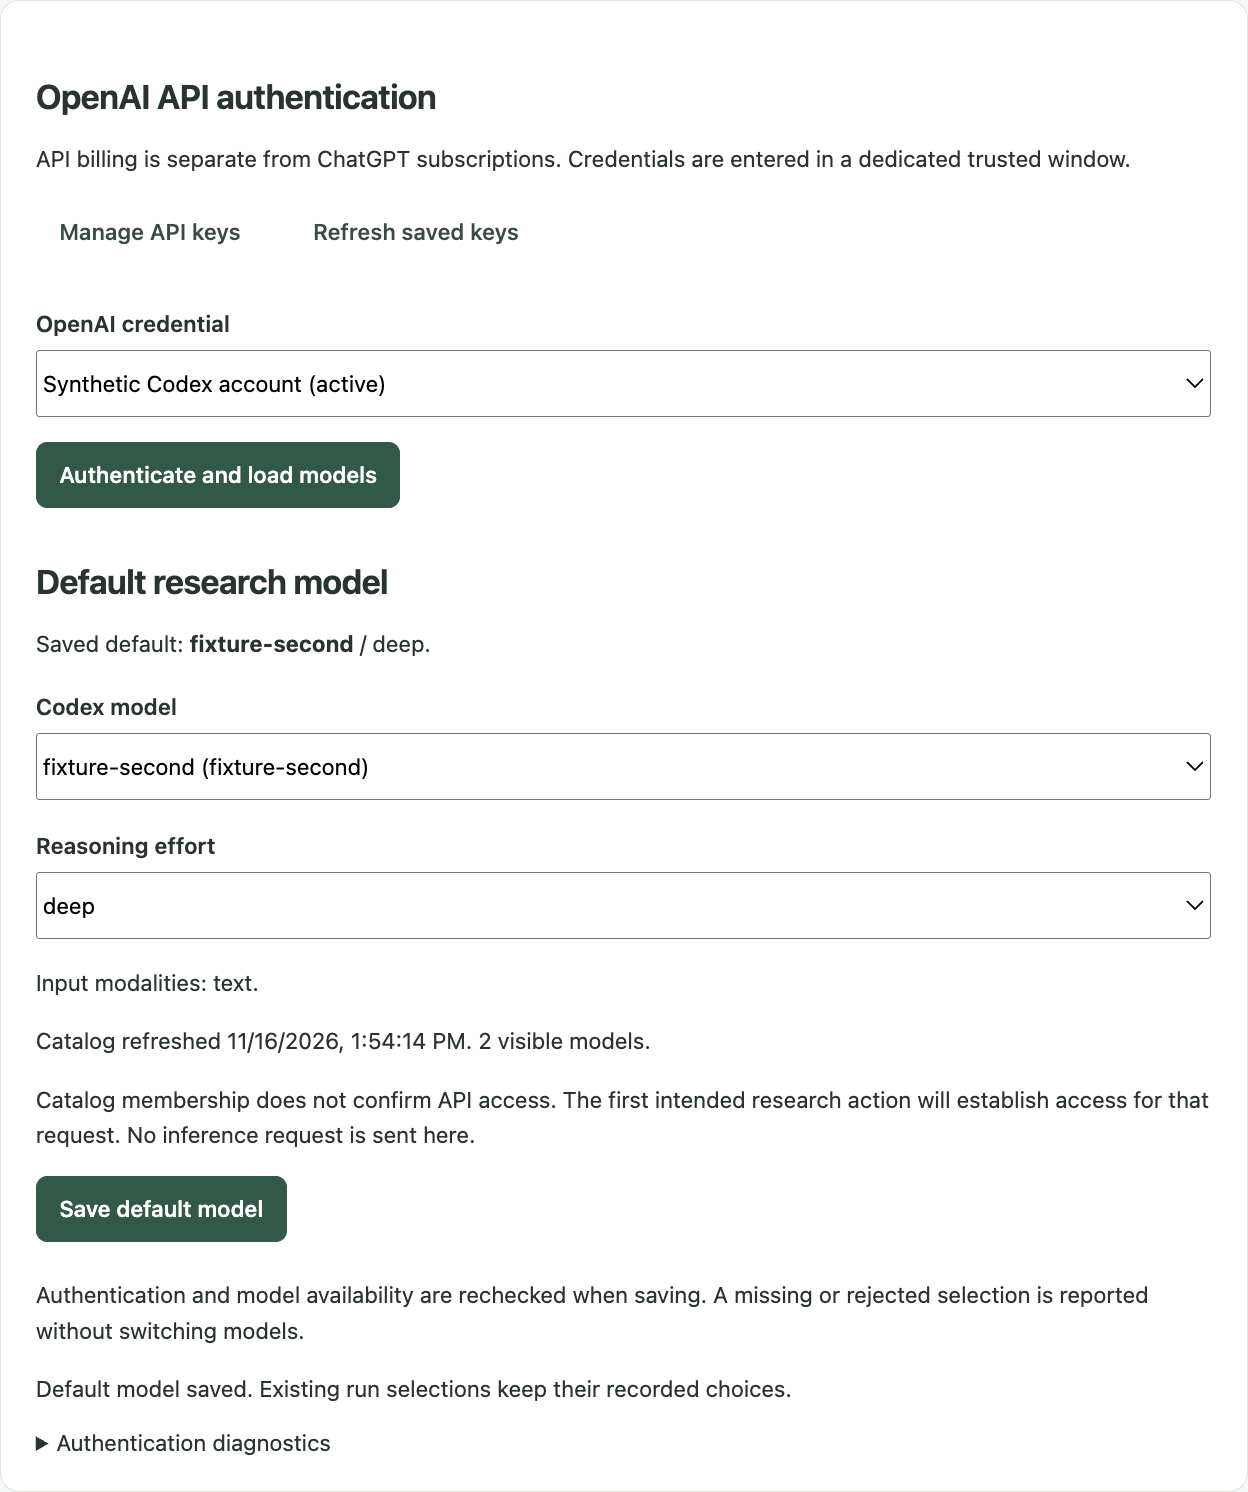 OpenAI API authentication
API billing is separate from ChatGPT subscriptions. Credentials are entered in a dedicated trusted window.
Manage API keys
Refresh saved keys
OpenAI credential
Synthetic Codex account (active)
Authenticate and load models
Default research model
Saved default: fixture-second / deep.
Codex model
fixture-second (fixture-second)
Reasoning effort
deep
Input modalities: text.
Catalog refreshed 11/16/2026, 1:54:14 PM. 2 visible models.
Catalog membership does not confirm API access. The first intended research action will establish access for that
request. No inference request is sent here.
Save default model
Authentication and model availability are rechecked when saving. A missing or rejected selection is reported
without switching models.
Default model saved. Existing run selections keep their recorded choices.
Authentication diagnostics